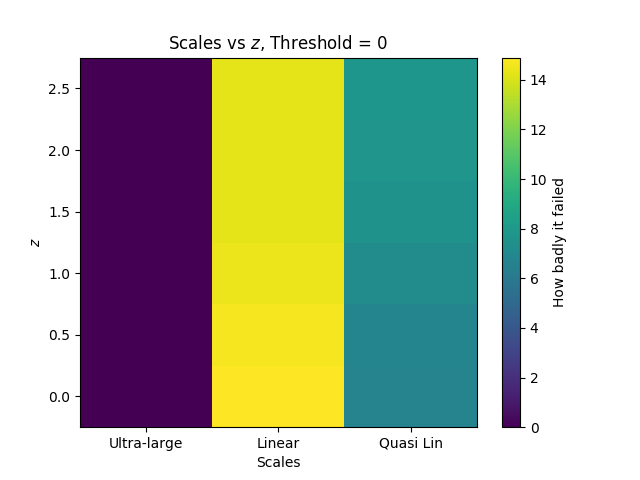 Scales vs z, Threshold = 0
2.5
2.0
1.5
1.0
0.5
0.0
z
Ultra-large Linear Quasi Lin
Scales
14
12
10
8
6
4
2
0
How badly it failed